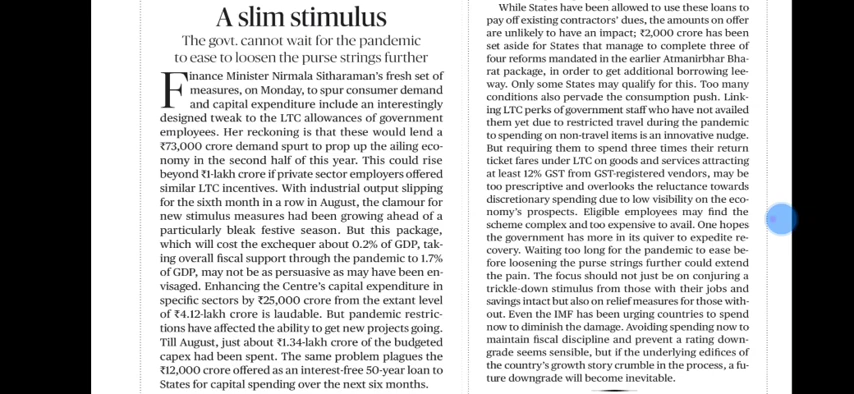 A slim stimulus
The govt. cannot wait for the pandemic
to ease to loosen the purse strings further
Finance Minister Nirmala Sitharaman's fresh set of
measures, on Monday, to spur consumer demand
and capital expenditure include an interestingly
designed tweak to the LTC allowances of government
employees. Her reckoning is that these would lend a
₹73,000 crore demand spurt to prop up the ailing eco-
nomy in the second half of this year. This could rise
beyond ₹1-lakh crore if private sector employers offered
similar LTC incentives. With industrial output slipping
for the sixth month in a row in August, the clamour for
new stimulus measures had been growing ahead of a
particularly bleak festive season. But this package,
which will cost the exchequer about 0.2% of GDP, tak-
ing overall fiscal support through the pandemic to 1.7%
of GDP, may not be as persuasive as may have been en-
visaged. Enhancing the Centre's capital expenditure in
specific sectors by ₹25,000 crore from the extant level
of ₹4.12-lakh crore is laudable. But pandemic restric-
tions have affected the ability to get new projects going.
Till August, just about ₹1.34-lakh crore of the budgeted
capex had been spent. The same problem plagues the
₹12,000 crore offered as an interest-free 50-year loan to
States for capital spending over the next six months.
While States have been allowed to use these loans to
pay off existing contractors' dues, the amounts on offer
are unlikely to have an impact; ₹2,000 crore has been
set aside for States that manage to complete three of
four reforms mandated in the earlier Atmanirbhar Bha-
rat package, in order to get additional borrowing lee-
way. Only some States may qualify for this. Too many
conditions also pervade the consumption push. Link-
ing LTC perks of government staff who have not availed
them yet due to restricted travel during the pandemic
to spending on non-travel items is an innovative nudge.
But requiring them to spend three times their return
ticket fares under LTC on goods and services attracting
at least 12% GST from GST-registered vendors, may be
too prescriptive and overlooks the reluctance towards
discretionary spending due to low visibility on the eco-
nomy's prospects. Eligible employees may find the
scheme complex and too expensive to avail. One hopes
the government has more in its quiver to expedite re-
covery. Waiting too long for the pandemic to ease be-
fore loosening the purse strings further could extend
the pain. The focus should not just be on conjuring a
trickle-down stimulus from those with their jobs and
savings intact but also on relief measures for those with-
out. Even the IMF has been urging countries to spend
now to diminish the damage. Avoiding spending now to
maintain fiscal discipline and prevent a rating down-
grade seems sensible, but if the underlying edifices of
the country's growth story crumble in the process, a fu-
ture downgrade will become inevitable.